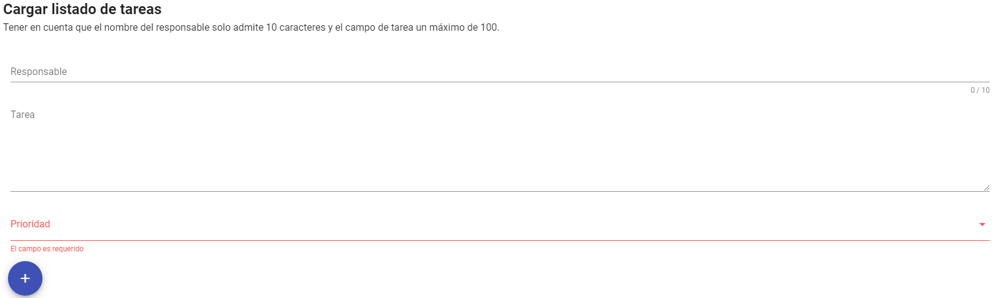 Cargar listado de tareas
Tener en cuenta que el nombre del responsable solo admite 10 caracteres y el campo de tarea un máximo de 100.
Responsable
0 / 10
Tarea
Prioridad
El campo es requerido
+